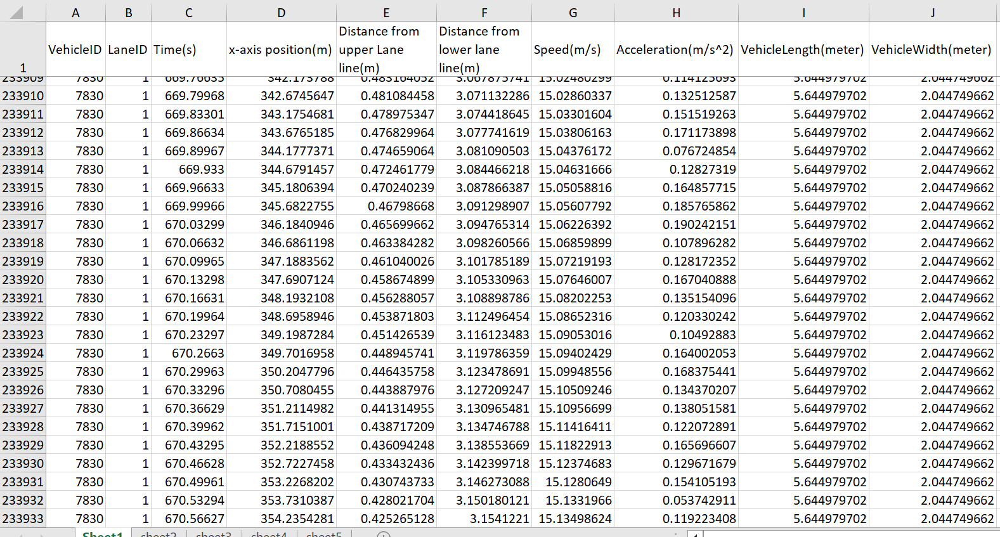 A B C D E F G H I J
1 VehicleID LaneID Time(s) x-axis position(m) Distance from upper Lane line(m) Distance from lower lane line(m) Speed(m/s) Acceleration(m/s^2) VehicleLength(meter) VehicleWidth(meter)
233909 7830 1 669.76635 342.173788 0.483164052 3.067875741 15.02480299 0.114125693 5.644979702 2.044749662
233910 7830 1 669.79968 342.6745647 0.481084458 3.071132286 15.02860337 0.132512587 5.644979702 2.044749662
233911 7830 1 669.83301 343.1754681 0.478975347 3.074418645 15.03301604 0.151519263 5.644979702 2.044749662
233912 7830 1 669.86634 343.6765185 0.476829964 3.077741619 15.03806163 0.171173898 5.644979702 2.044749662
233913 7830 1 669.89967 344.1777371 0.474659064 3.081090503 15.04376172 0.076724854 5.644979702 2.044749662
233914 7830 1 669.933 344.6791457 0.472461779 3.084466218 15.04631666 0.12827319 5.644979702 2.044749662
233915 7830 1 669.96633 345.1806394 0.470240239 3.087866387 15.05058816 0.164857715 5.644979702 2.044749662
233916 7830 1 669.99966 345.6822755 0.46798668 3.091298907 15.05607792 0.185765862 5.644979702 2.044749662
233917 7830 1 670.03299 346.1840946 0.465699662 3.094765314 15.06226392 0.190242151 5.644979702 2.044749662
233918 7830 1 670.06632 346.6861198 0.463384282 3.098260566 15.06859899 0.107896282 5.644979702 2.044749662
233919 7830 1 670.09965 347.1883562 0.461040026 3.101785189 15.07219193 0.128172352 5.644979702 2.044749662
233920 7830 1 670.13298 347.6907124 0.458674899 3.105330963 15.07646007 0.167040888 5.644979702 2.044749662
233921 7830 1 670.16631 348.1932108 0.456288057 3.108898786 15.08202253 0.135154096 5.644979702 2.044749662
233922 7830 1 670.19964 348.6958946 0.453871803 3.112496454 15.08652316 0.120330242 5.644979702 2.044749662
233923 7830 1 670.23297 349.1987284 0.451426539 3.116123483 15.09053016 0.10492883 5.644979702 2.044749662
233924 7830 1 670.2663 349.7016958 0.448945741 3.119786359 15.09402429 0.164002053 5.644979702 2.044749662
233925 7830 1 670.29963 350.2047796 0.446435758 3.123478691 15.09948556 0.168375441 5.644979702 2.044749662
233926 7830 1 670.33296 350.7080455 0.443887976 3.127209247 15.10509246 0.134370207 5.644979702 2.044749662
233927 7830 1 670.36629 351.2114982 0.441314955 3.130965481 15.10956699 0.138051581 5.644979702 2.044749662
233928 7830 1 670.39962 351.7151001 0.438717209 3.134746788 15.11416411 0.122072891 5.644979702 2.044749662
233929 7830 1 670.43295 352.2188552 0.436094248 3.138553669 15.11822913 0.165696607 5.644979702 2.044749662
233930 7830 1 670.46628 352.7227458 0.433432436 3.142399718 15.12374683 0.129671679 5.644979702 2.044749662
233931 7830 1 670.49961 353.2268202 0.430743733 3.146273088 15.1280649 0.154105193 5.644979702 2.044749662
233932 7830 1 670.53294 353.7310387 0.428021704 3.150180121 15.1331966 0.053742911 5.644979702 2.044749662
233933 7830 1 670.56627 354.2354281 0.425265128 3.1541221 15.13498624 0.119223408 5.644979702 2.044749662
Sheet1 sheet2 sheet3 sheet4 sheet5